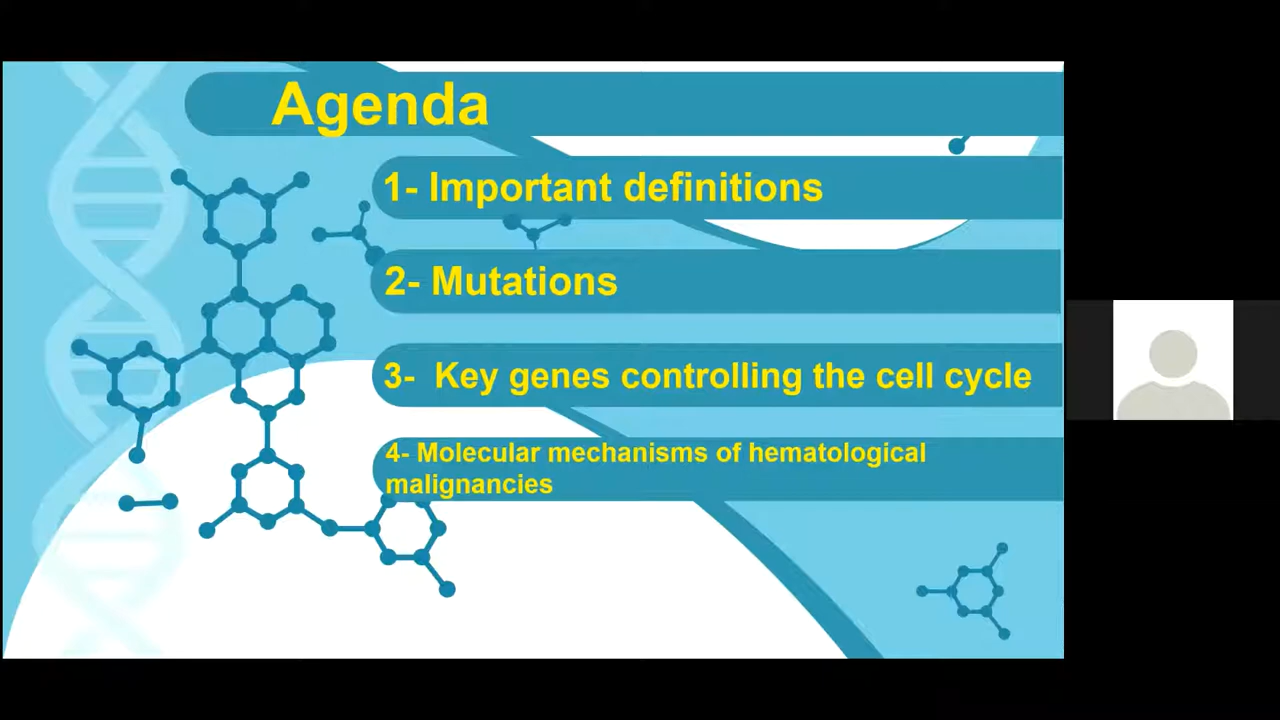 Agenda
1- Important definitions
2- Mutations
3- Key genes controlling the cell cycle
4- Molecular mechanisms of hematological
malignancies